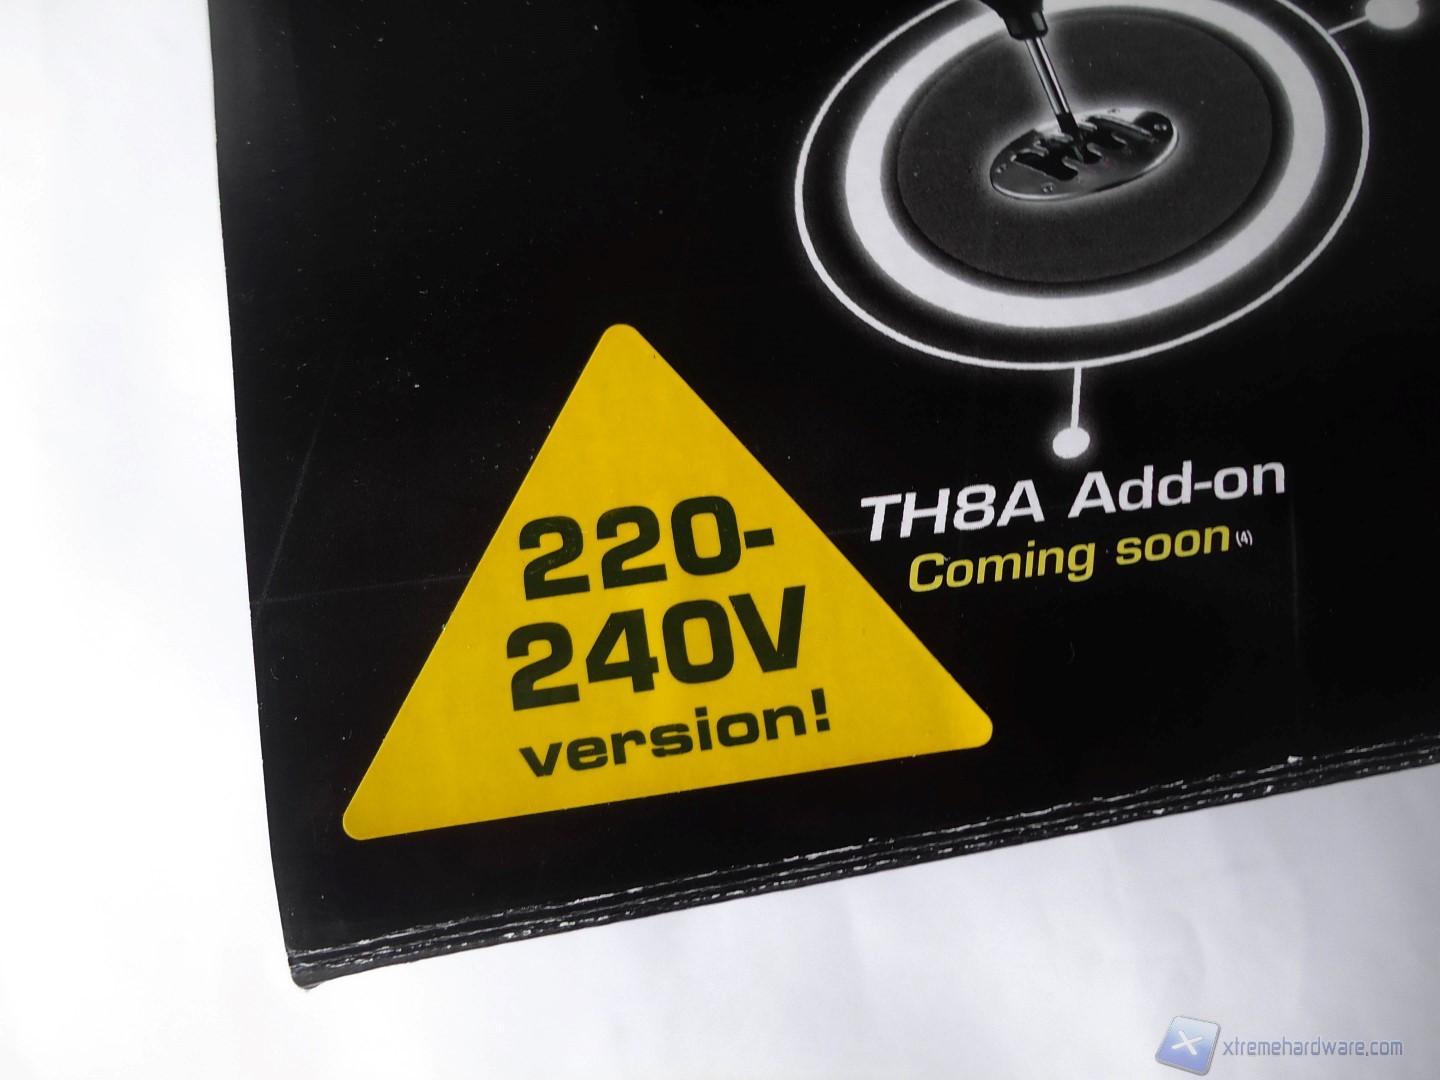 TH8A Add-on
Coming soon (4)
220-
240V
version!
xtremehardware.com